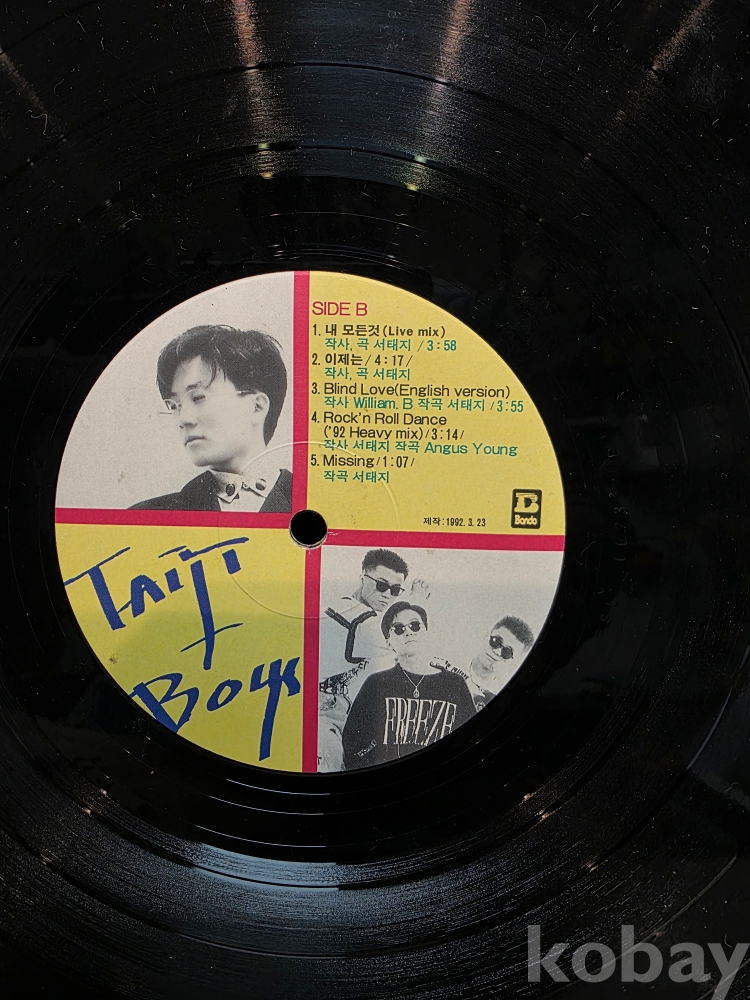 SIDE B
1. 내 모든것(Live mix)
작사, 곡 서태지 /3:58
2. 이제는/4:17/
작사, 곡 서태지
3. Blind Love(English version)
작사 William. B 작곡 서태지/3:55
4. Rock'n Roll Dance
('92 Heavy mix)/3:14/
작사 서태지 작곡 Angus Young
5. Missing/1:07/
작곡 서태지
B
Bando
제작:1992. 3. 23
TAIJI
Boys
FREEZE
kobay